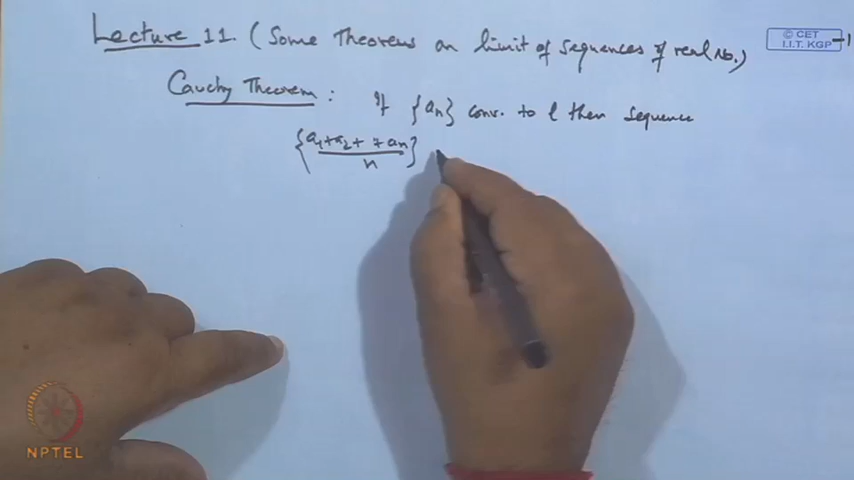 Lecture 11 (Some Theorems on limit of sequences of real No.)
© CET
I.I.T. KGP
1
Cauchy Theorem: If {an} conv. to l then sequence
{a1+a2+ +an
n}
NPTEL